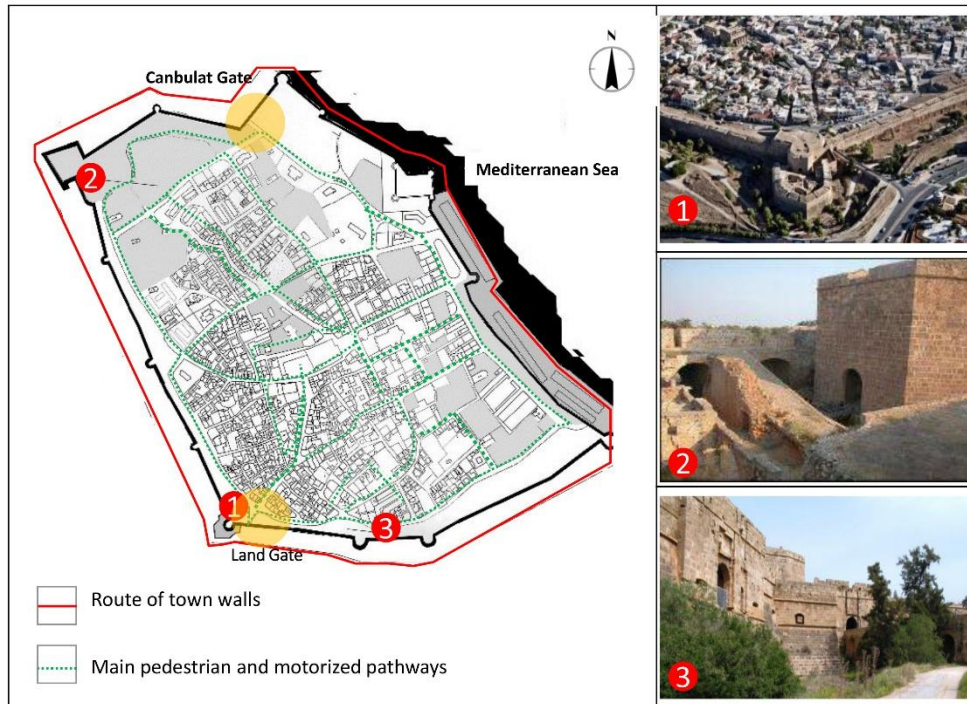 N
Canbulat Gate
Mediterranean Sea
2
1
3
Land Gate
Route of town walls
Main pedestrian and motorized pathways
1
2
3